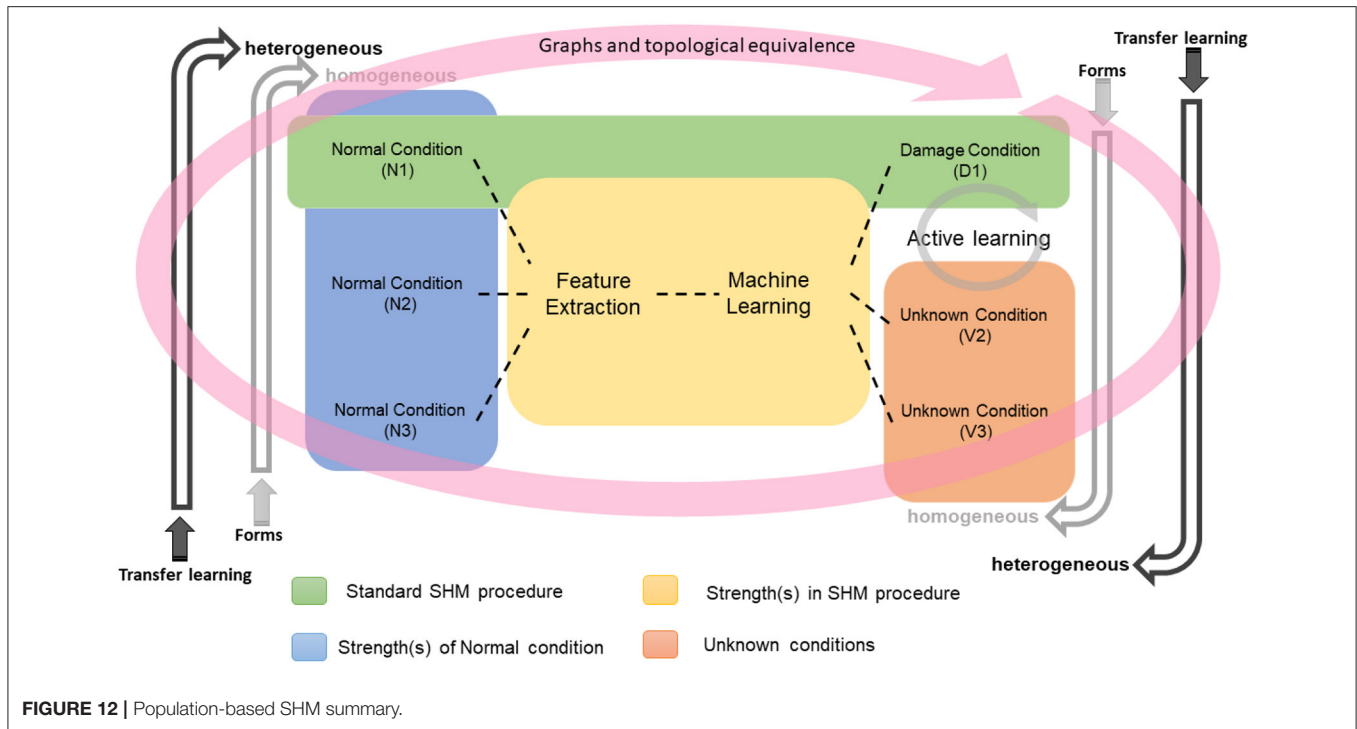 Graphs and topological equivalence
Transfer learning
heterogeneous
homogeneous
Forms
Normal Condition
(N1)
Damage Condition
(D1)
Active learning
Normal Condition
(N2)
Feature
Extraction
Machine
Learning
Unknown Condition
(V2)
Normal Condition
(N3)
Unknown Condition
(V3)
homogeneous
Forms
heterogeneous
Transfer learning
Standard SHM procedure
Strength(s) in SHM procedure
Strength(s) of Normal condition
Unknown conditions
FIGURE 12 | Population-based SHM summary.